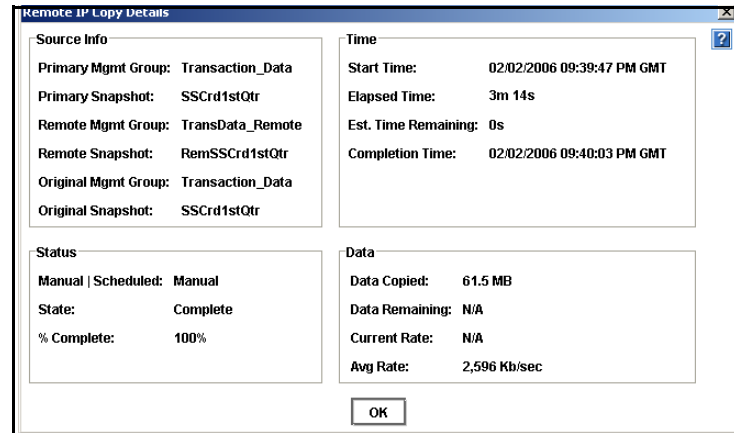 Remote IP Copy Details
Source Info
Primary Mgmt Group: Transaction_Data
Primary Snapshot: SSCrd1stQtr
Remote Mgmt Group: TransData_Remote
Remote Snapshot: RemSSCrd1stQtr
Original Mgmt Group: Transaction_Data
Original Snapshot: SSCrd1stQtr
Time
Start Time: 02/02/2006 09:39:47 PM GMT
Elapsed Time: 3m 14s
Est. Time Remaining: 0s
Completion Time: 02/02/2006 09:40:03 PM GMT
?
Status
Manual | Scheduled: Manual
State: Complete
% Complete: 100%
Data
Data Copied: 61.5 MB
Data Remaining: N/A
Current Rate: N/A
Avg Rate: 2,596 Kb/sec
OK